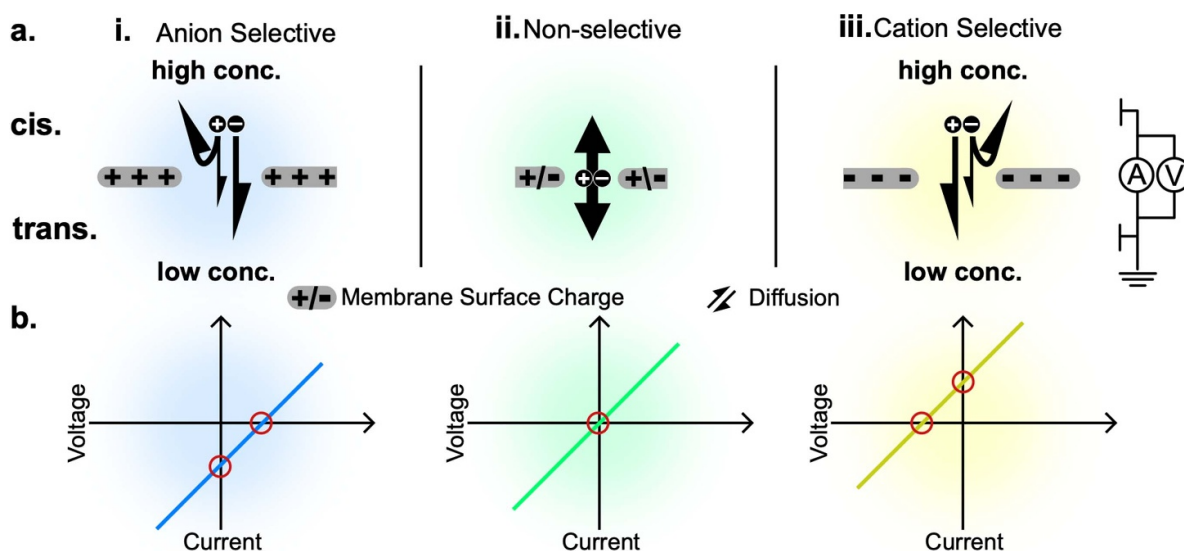 a. i. Anion Selective ii. Non-selective iii. Cation Selective
high conc. high conc.
cis.
+ -
+ -
A V
+ + + + + + +/- + - +/- - - - - - -
trans.
low conc. low conc.
+/- Membrane Surface Charge Diffusion
b.
Voltage Voltage Voltage
Current Current Current